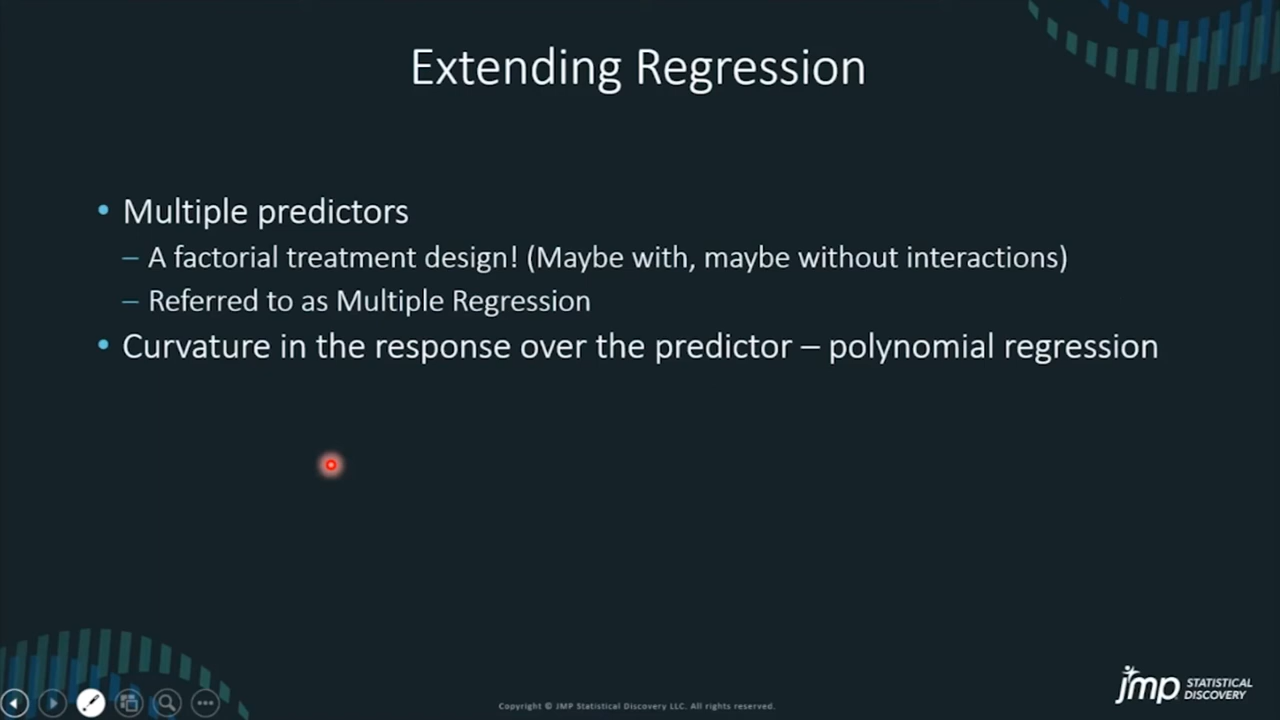 Extending Regression
• Multiple predictors
– A factorial treatment design! (Maybe with, maybe without interactions)
– Referred to as Multiple Regression
• Curvature in the response over the predictor – polynomial regression
jmp STATISTICAL DISCOVERY
Copyright © JMP Statistical Discovery LLC. All rights reserved.